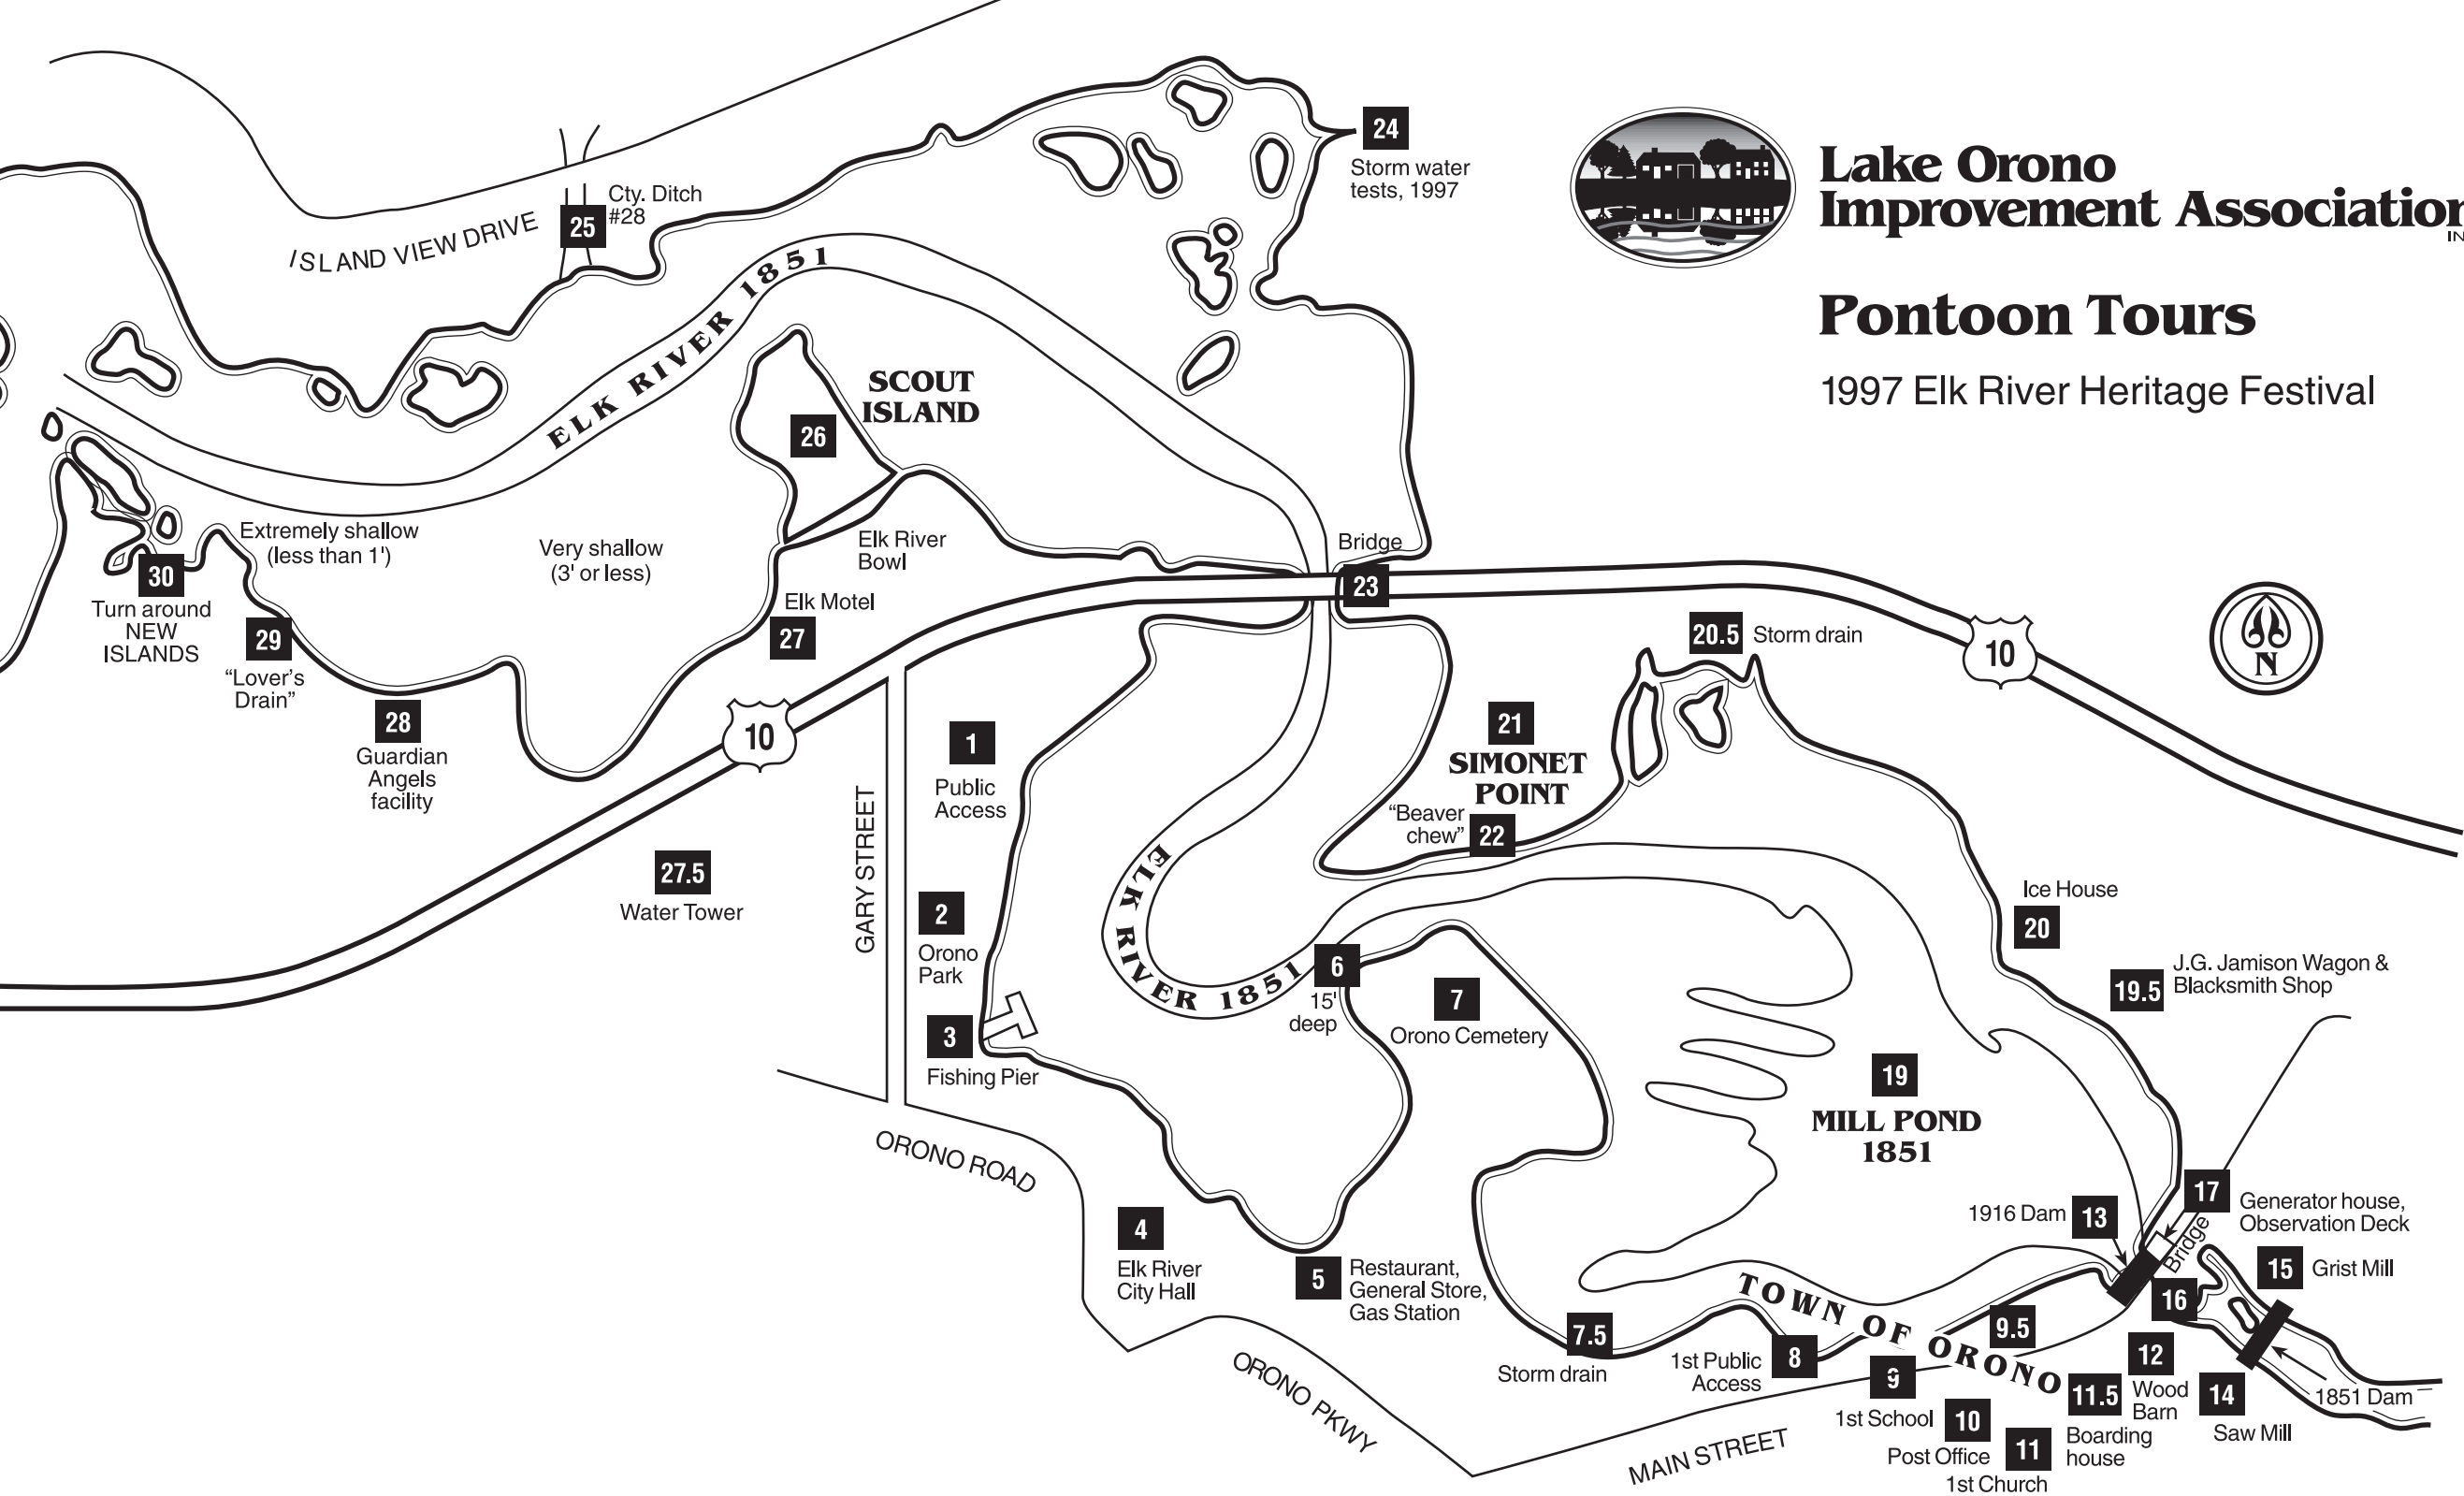 Lake Orono
Improvement Association
IN
Pontoon Tours
1997 Elk River Heritage Festival
24
Storm water
tests, 1997
Cty. Ditch
#28
25
ISLAND VIEW DRIVE
ELK RIVER 1851
SCOUT
ISLAND
26
Extremely shallow
(less than 1')
Very shallow
(3' or less)
Elk River
Bowl
Bridge
23
30
Turn around
NEW
ISLANDS
29
“Lover’s
Drain”
28
Guardian
Angels
facility
Elk Motel
27
10
20.5
Storm drain
10
N
1
Public
Access
21
SIMONET
POINT
“Beaver
chew”
22
GARY STREET
27.5
Water Tower
2
Orono
Park
ELK RIVER 1851
6
15'
deep
7
Orono Cemetery
Ice House
20
19.5
J.G. Jamison Wagon &
Blacksmith Shop
3
Fishing Pier
19
MILL POND
1851
ORONO ROAD
4
Elk River
City Hall
5
Restaurant,
General Store,
Gas Station
1916 Dam
13
17
Generator house,
Observation Deck
Bridge
15
Grist Mill
16
TOWN OF ORONO
7.5
Storm drain
8
1st Public
Access
9.5
9
1st School
10
Post Office
11
1st Church
11.5
Boarding
house
12
Wood
Barn
14
Saw Mill
1851 Dam
ORONO PKWY
MAIN STREET